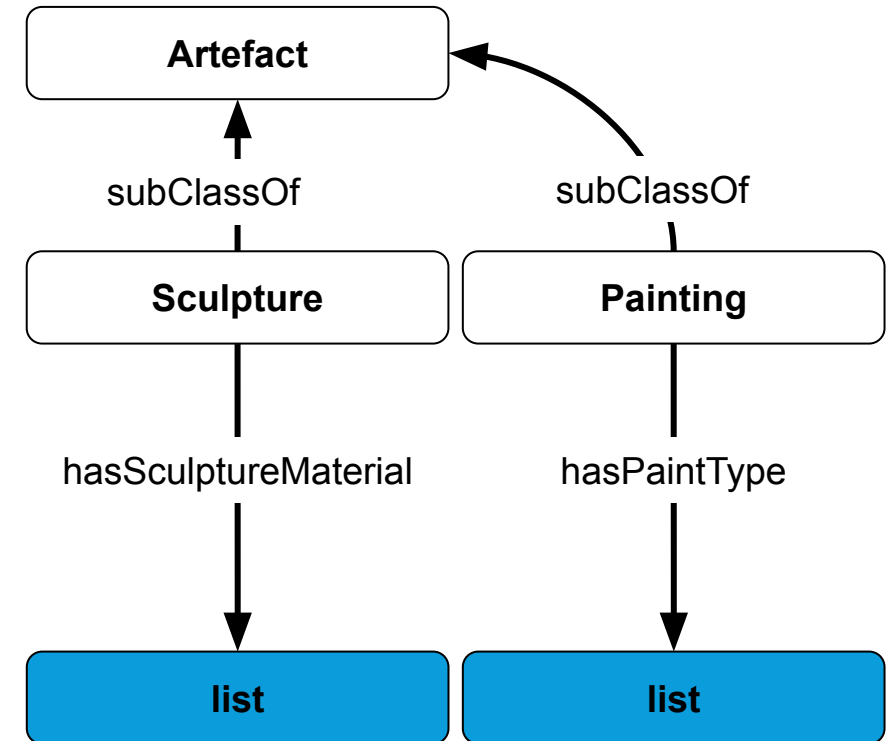 Artefact
subClassOf
subClassOf
Sculpture
Painting
hasSculptureMaterial
hasPaintType
list
list